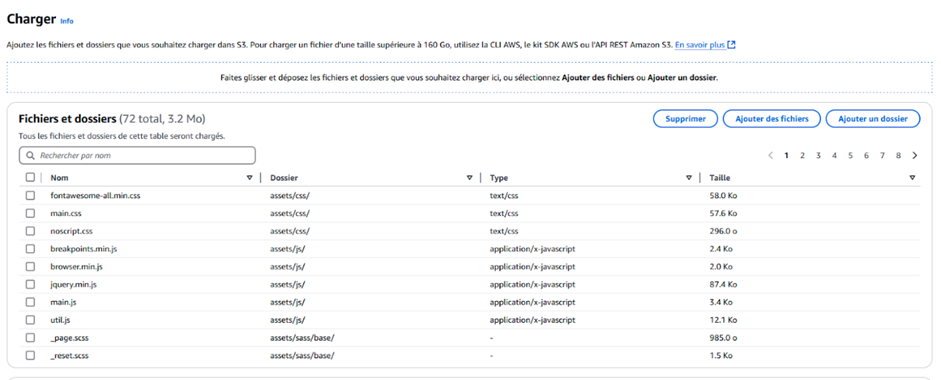 Charger Info
Ajoutez les fichiers et dossiers que vous souhaitez charger dans S3. Pour charger un fichier d'une taille supérieure à 160 Go, utilisez la CLI AWS, le kit SDK AWS ou l'API REST Amazon S3. En savoir plus
Faites glisser et déposez les fichiers et dossiers que vous souhaitez charger ici, ou sélectionnez Ajouter des fichiers ou Ajouter un dossier.
Fichiers et dossiers (72 total, 3.2 Mo) Supprimer Ajouter des fichiers Ajouter un dossier
Tous les fichiers et dossiers de cette table seront chargés.
Rechercher par nom 1 2 3 4 5 6 7 8
Nom Dossier Type Taille
fontawesome-all.min.css assets/css/ text/css 58.0 Ko
main.css assets/css/ text/css 57.6 Ko
noscript.css assets/css/ text/css 296.0 o
breakpoints.min.js assets/js/ application/x-javascript 2.4 Ko
browser.min.js assets/js/ application/x-javascript 2.0 Ko
jquery.min.js assets/js/ application/x-javascript 87.4 Ko
main.js assets/js/ application/x-javascript 3.4 Ko
util.js assets/js/ application/x-javascript 12.1 Ko
_page.scss assets/sass/base/ - 985.0 o
_reset.scss assets/sass/base/ - 1.5 Ko